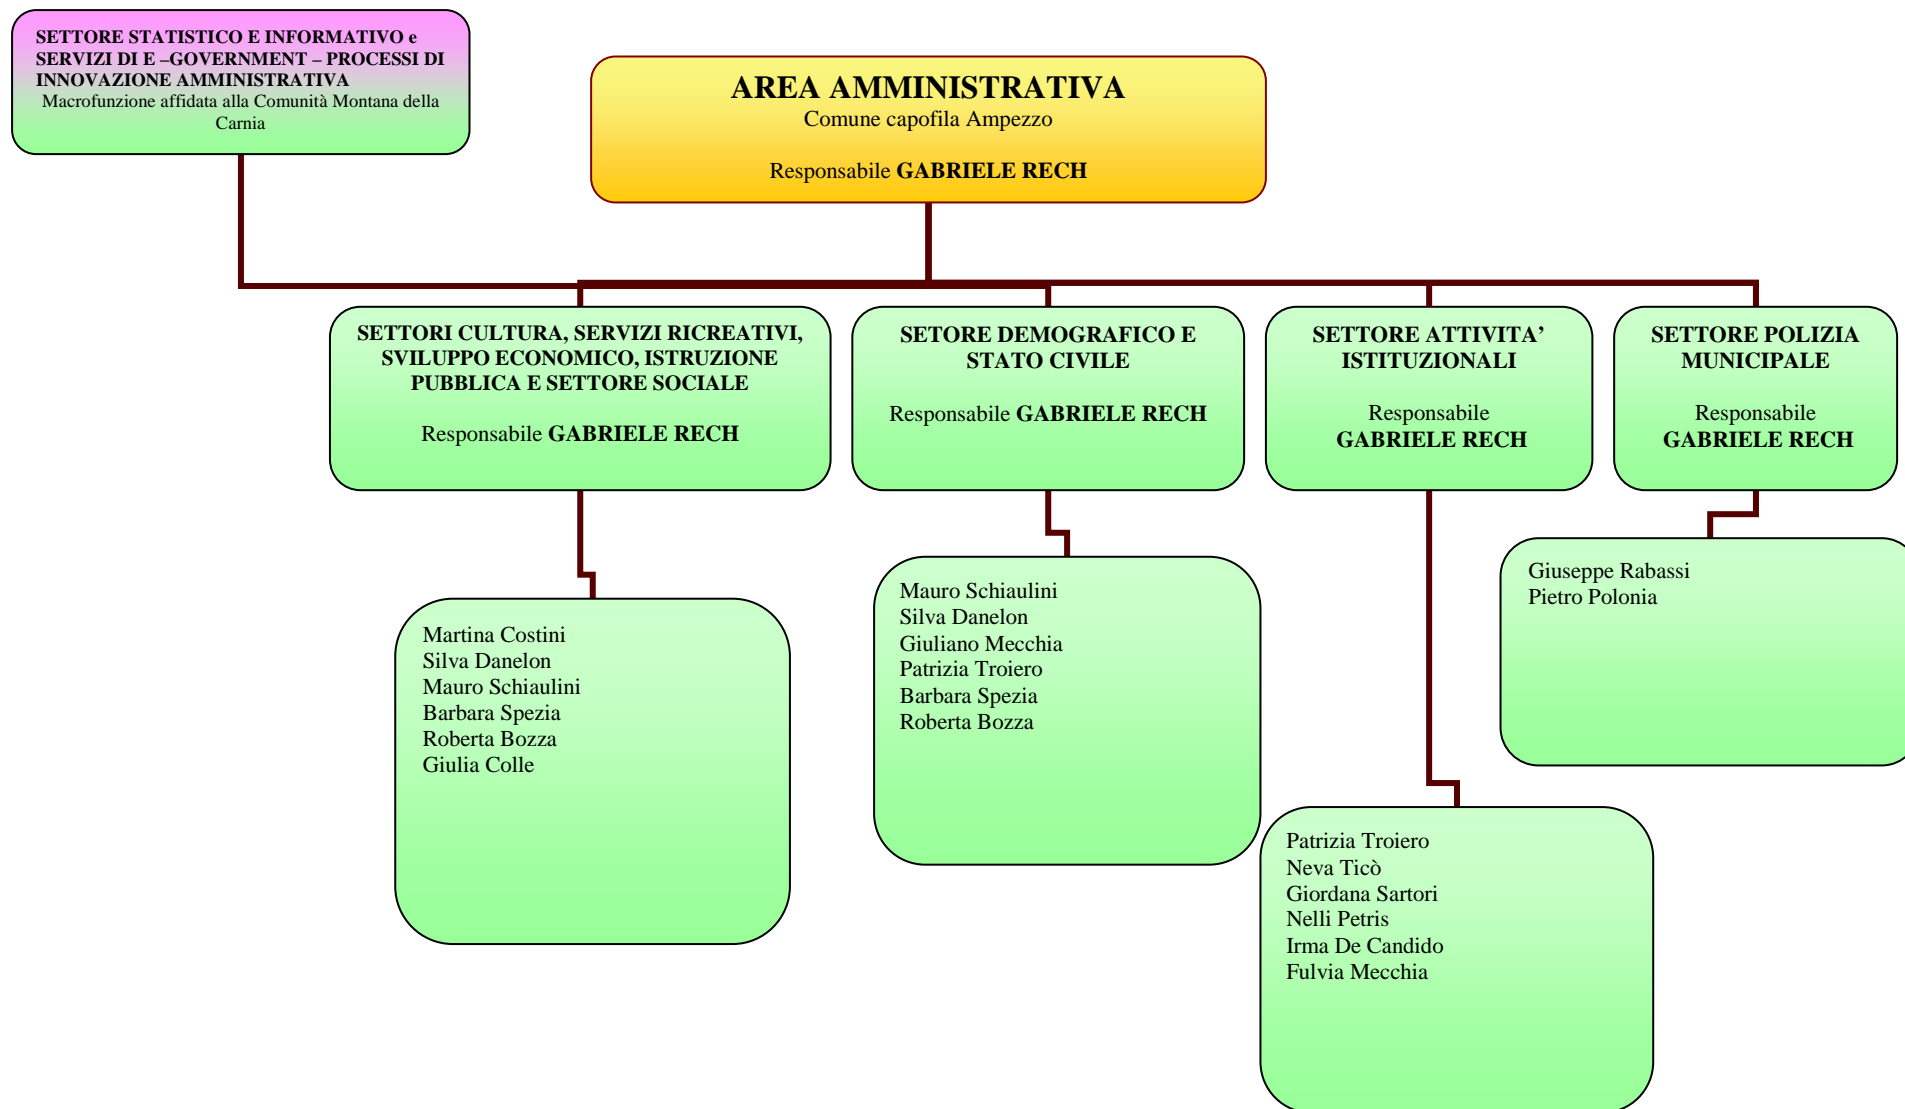 SETTORE STATISTICO E INFORMATIVO e
SERVIZI DI E –GOVERNMENT – PROCESSI DI
INNOVAZIONE AMMINISTRATIVA
Macrofunzione affidata alla Comunità Montana della
Carnia
AREA AMMINISTRATIVA
Comune capofila Ampezzo
Responsabile GABRIELE RECH
SETTORI CULTURA, SERVIZI RICREATIVI,
SVILUPPO ECONOMICO, ISTRUZIONE
PUBBLICA E SETTORE SOCIALE
Responsabile GABRIELE RECH
SETORE DEMOGRAFICO E
STATO CIVILE
Responsabile GABRIELE RECH
SETTORE ATTIVITA’
ISTITUZIONALI
Responsabile
GABRIELE RECH
SETTORE POLIZIA
MUNICIPALE
Responsabile
GABRIELE RECH
Martina Costini
Silva Danelon
Mauro Schiaulini
Barbara Spezia
Roberta Bozza
Giulia Colle
Mauro Schiaulini
Silva Danelon
Giuliano Mecchia
Patrizia Troiero
Barbara Spezia
Roberta Bozza
Patrizia Troiero
Neva Ticò
Giordana Sartori
Nelli Petris
Irma De Candido
Fulvia Mecchia
Giuseppe Rabassi
Pietro Polonia